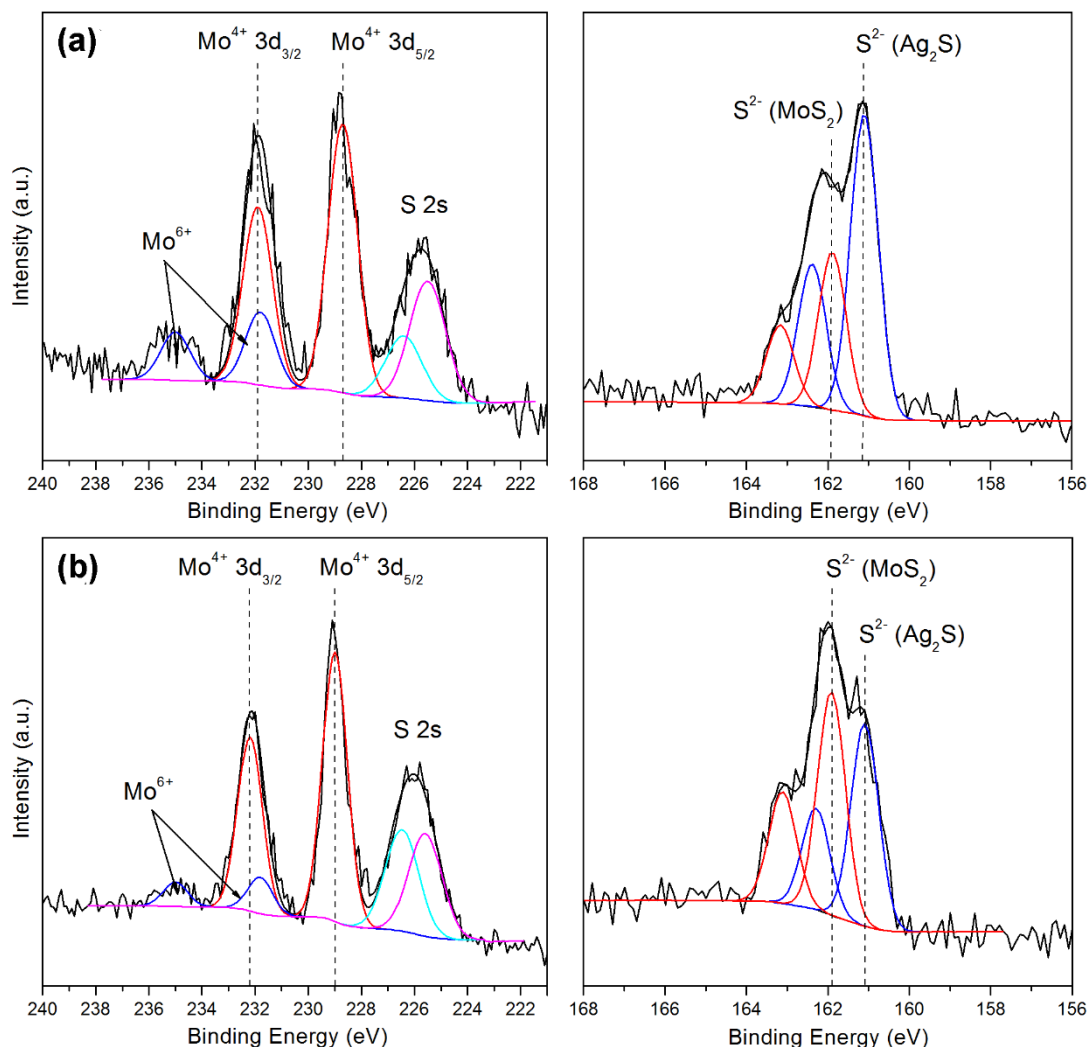 (a)
Mo⁴⁺ 3d₃/₂
Mo⁴⁺ 3d₅/₂
Mo⁶⁺
S 2s
Intensity (a.u.)
240 238 236 234 232 230 228 226 224 222
Binding Energy (eV)
S²⁻ (Ag₂S)
S²⁻ (MoS₂)
168 166 164 162 160 158 156
Binding Energy (eV)
(b)
Mo⁴⁺ 3d₃/₂
Mo⁴⁺ 3d₅/₂
Mo⁶⁺
S 2s
Intensity (a.u.)
240 238 236 234 232 230 228 226 224 222
Binding Energy (eV)
S²⁻ (MoS₂)
S²⁻ (Ag₂S)
168 166 164 162 160 158 156
Binding Energy (eV)